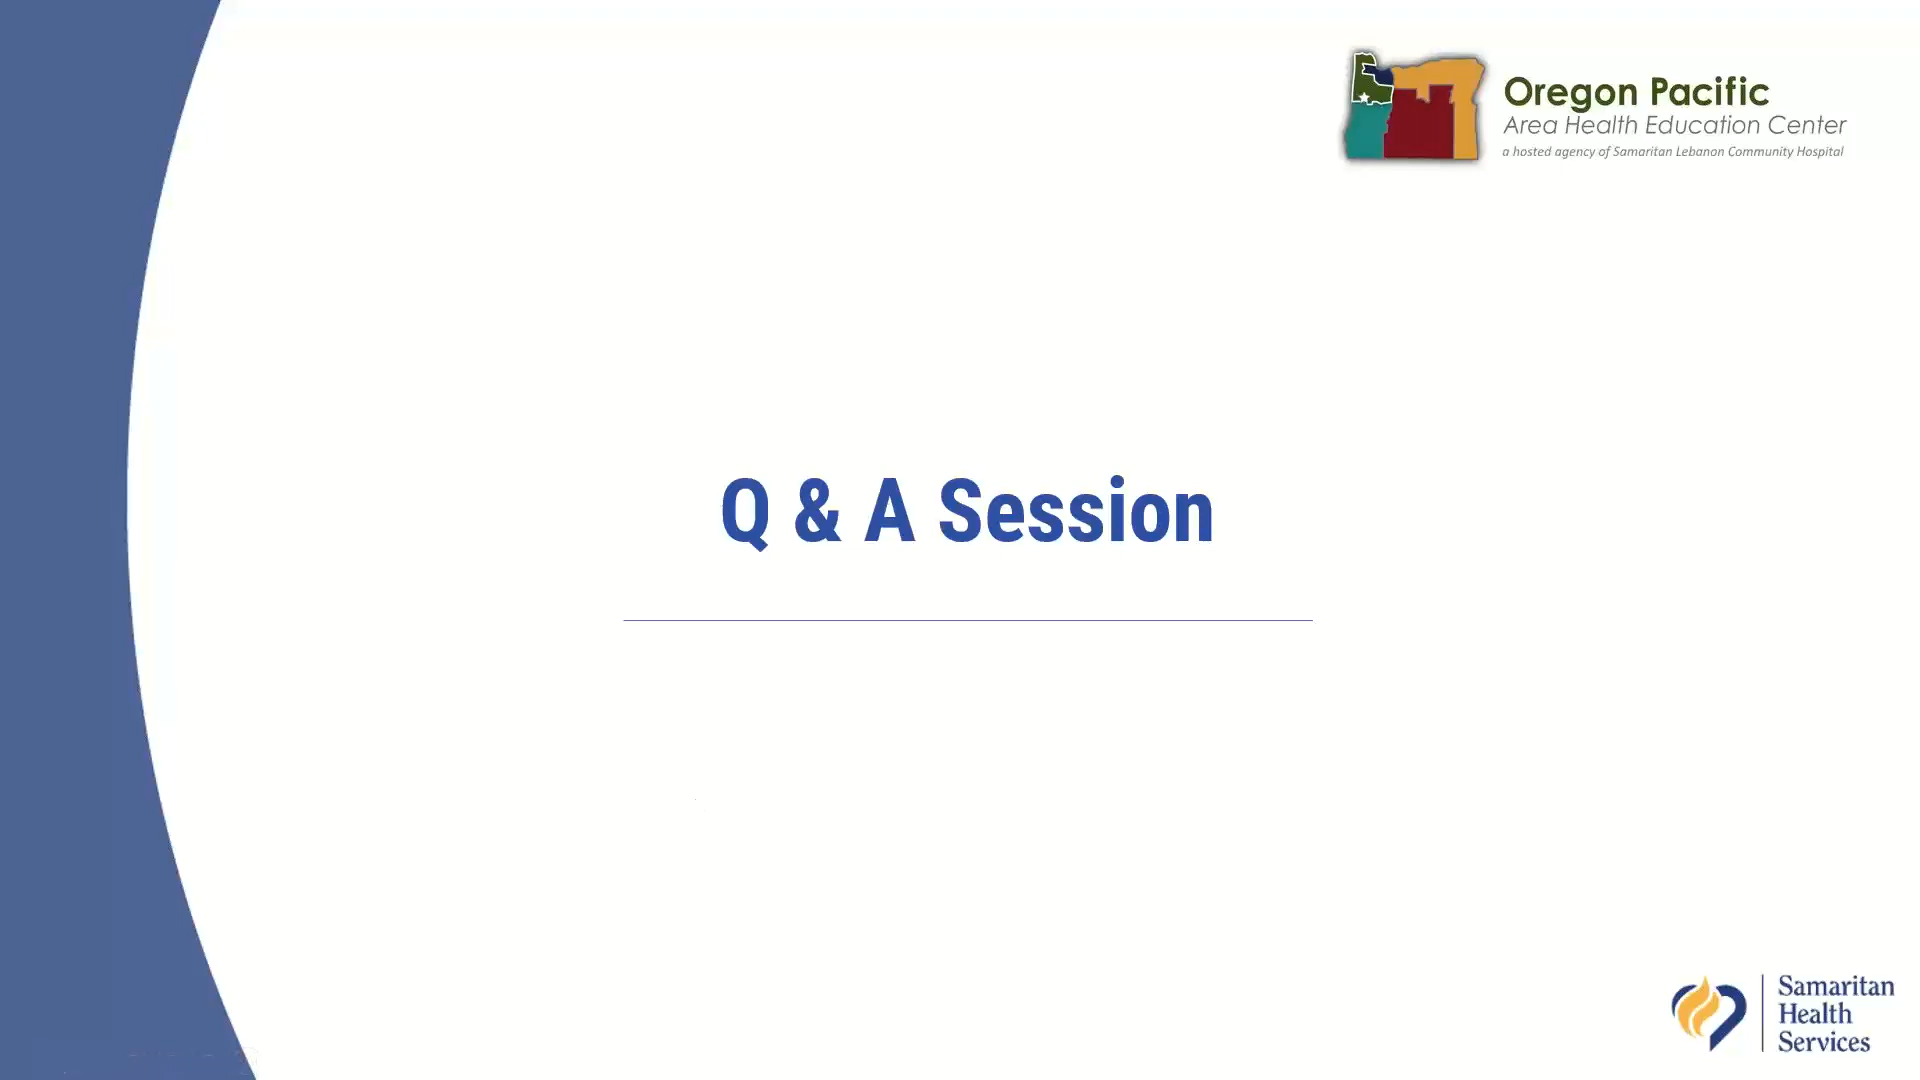 Oregon Pacific
Area Health Education Center
a hosted agency of Samaritan Lebanon Community Hospital
Q & A Session
Samaritan
Health
Services